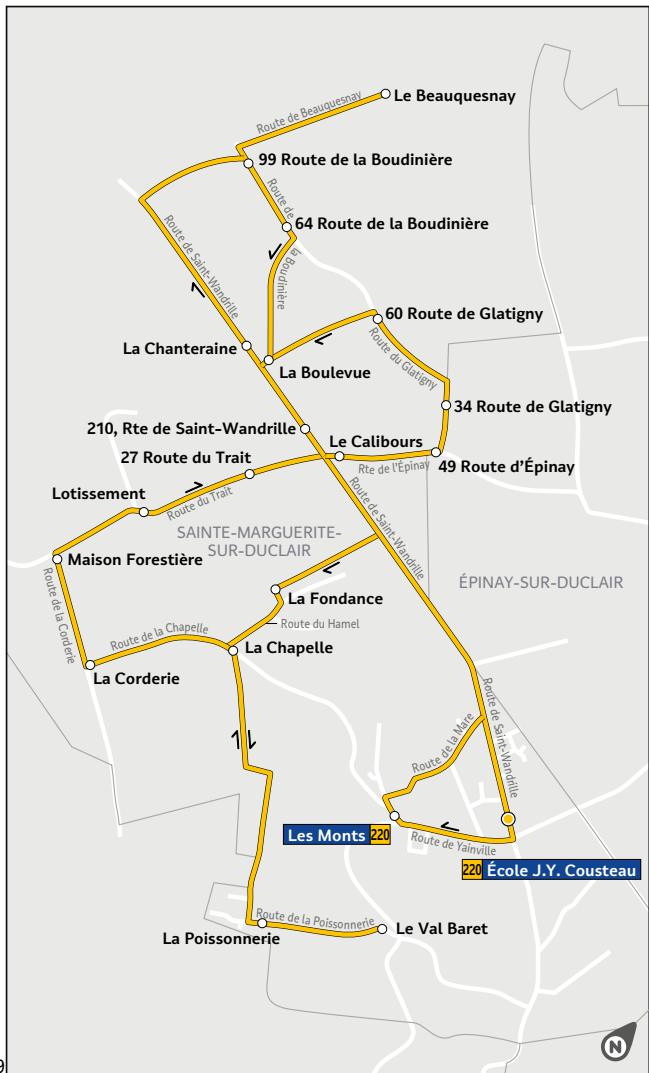 Le Beauquesnay
Route de Beauquesnay
99 Route de la Boudinière
Route de
la Boudinière
64 Route de la Boudinière
Route de Saint-Wandrille
60 Route de Glatigny
La Chanteraine
Route du Glatigny
La Boulevue
34 Route de Glatigny
210, Rte de Saint-Wandrille
Le Calibours
27 Route du Trait
Rte de l'Épinay
49 Route d'Épinay
Lotissement
Route du Trait
Route de Saint-Wandrille
SAINTE-MARGUERITE-
SUR-DUCLAIR
Maison Forestière
ÉPINAY-SUR-DUCLAIR
La Fondance
Route de la Corderie
Route de la Chapelle
Route du Hamel
La Chapelle
La Corderie
Route de Saint-Wandrille
Route de la Mare
Les Monts 220
Route de Yainville
220 École J.Y. Cousteau
Route de la Poissonnerie
La Poissonnerie
Le Val Baret
N
9